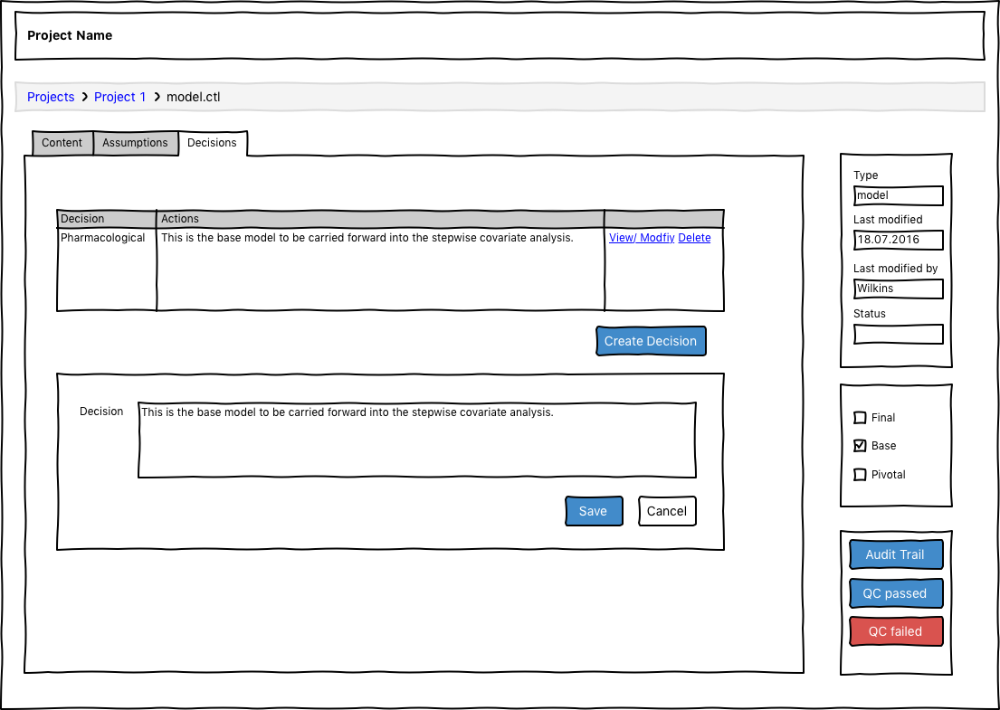 Project Name
Projects > Project 1 > model.ctl
Content Assumptions Decisions
Decision Actions
Pharmacological This is the base model to be carried forward into the stepwise covariate analysis. View/ Modfiy Delete
Create Decision
Decision This is the base model to be carried forward into the stepwise covariate analysis.
Save Cancel
Type
model
Last modified
18.07.2016
Last modified by
Wilkins
Status
Final
Base
Pivotal
Audit Trail
QC passed
QC failed